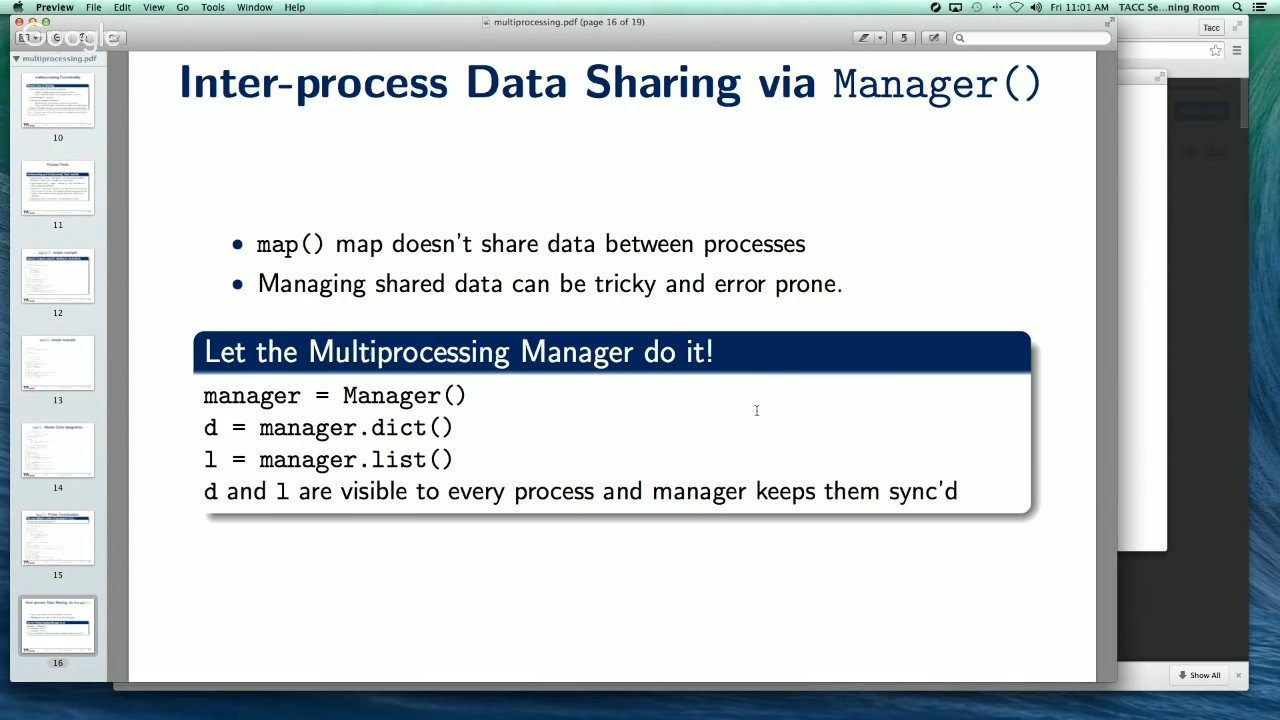 Preview File Edit View Go Tools Window Help
Fri 11:01 AM TACC Se...ning Room
multiprocessing.pdf (page 16 of 19)
Google
Tacc
5
multiprocessing.pdf
Inter-process Data Sharing via Manager()
map() map doesn't share data between processes
Managing shared data can be tricky and error prone.
Let the Multiprocessing Manager do it!
manager = Manager()
d = manager.dict()
l = manager.list()
d and l are visible to every process and manager keeps them sync'd
10
11
12
13
14
15
16
Show All